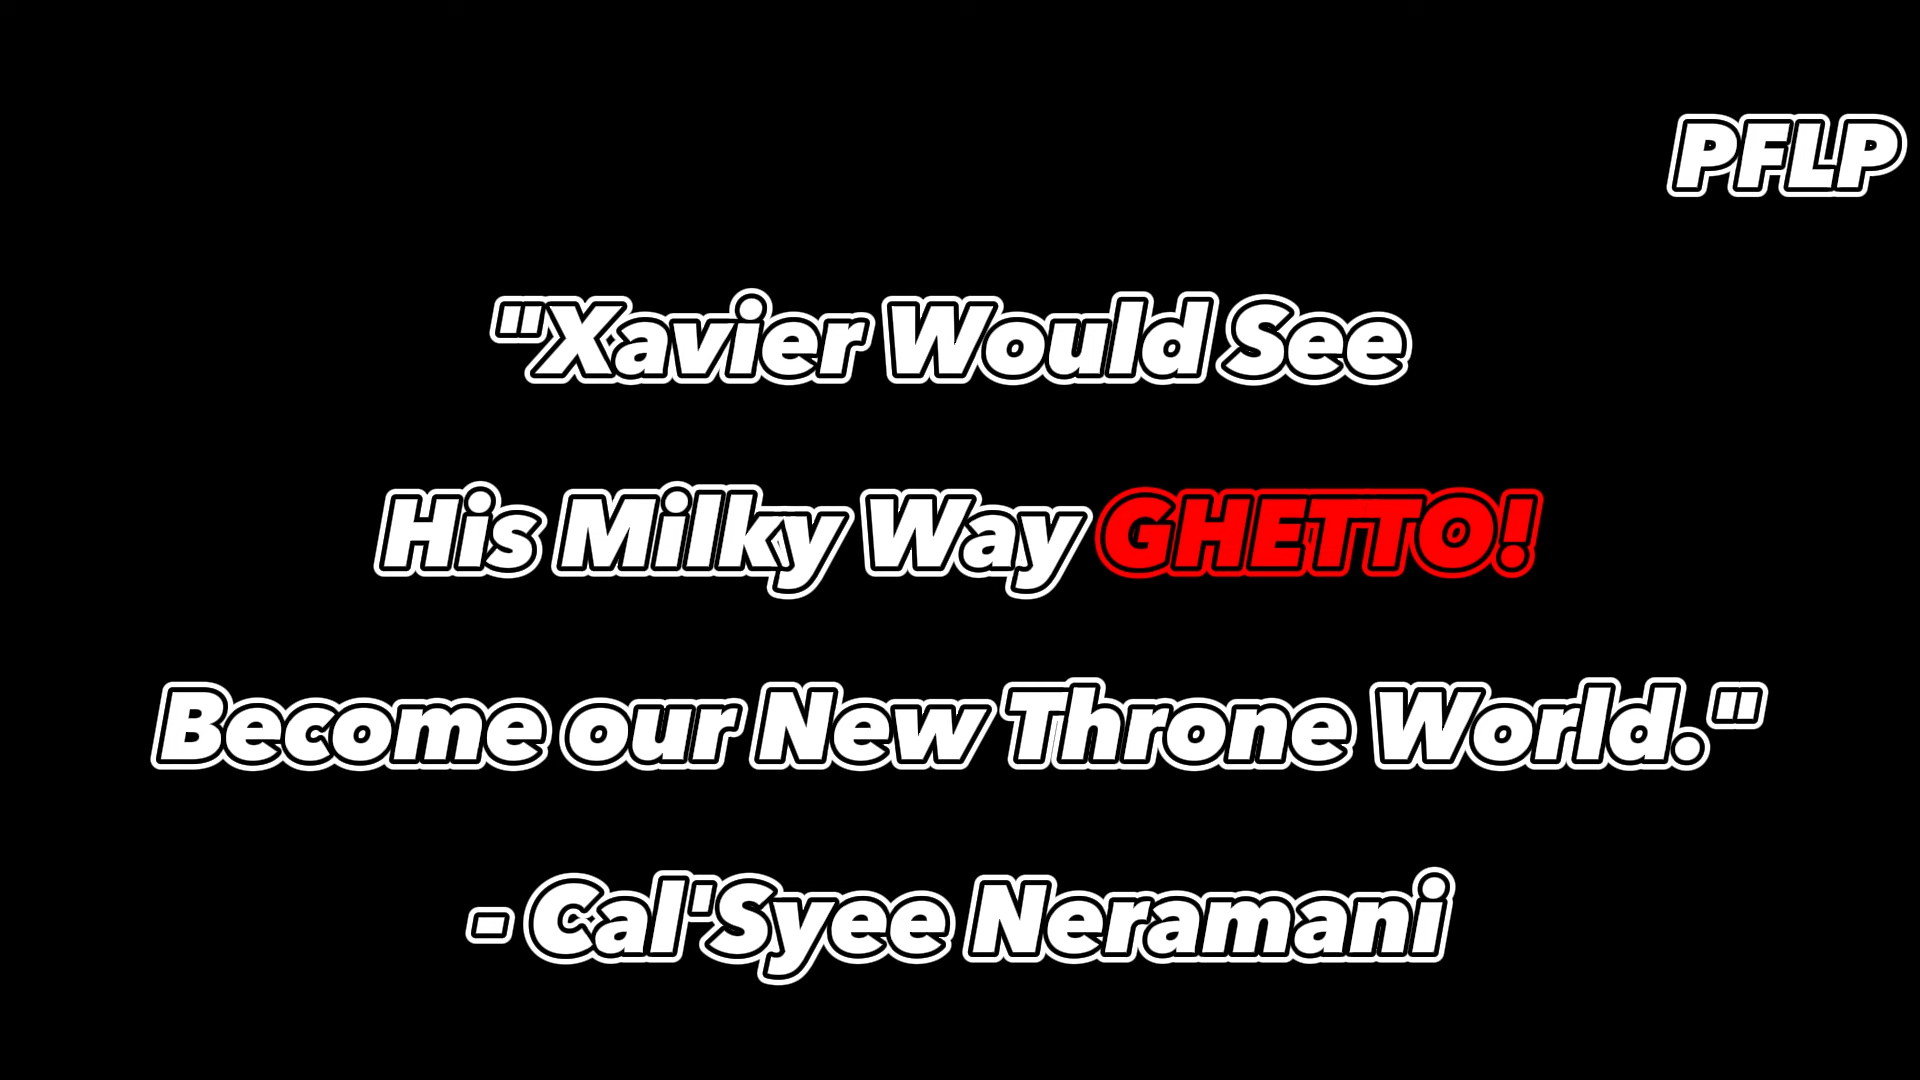 PFLP
"Xavier Would See
His Milky Way GHETTO!
Become our New Throne World."
- Cal'Syee Neramani